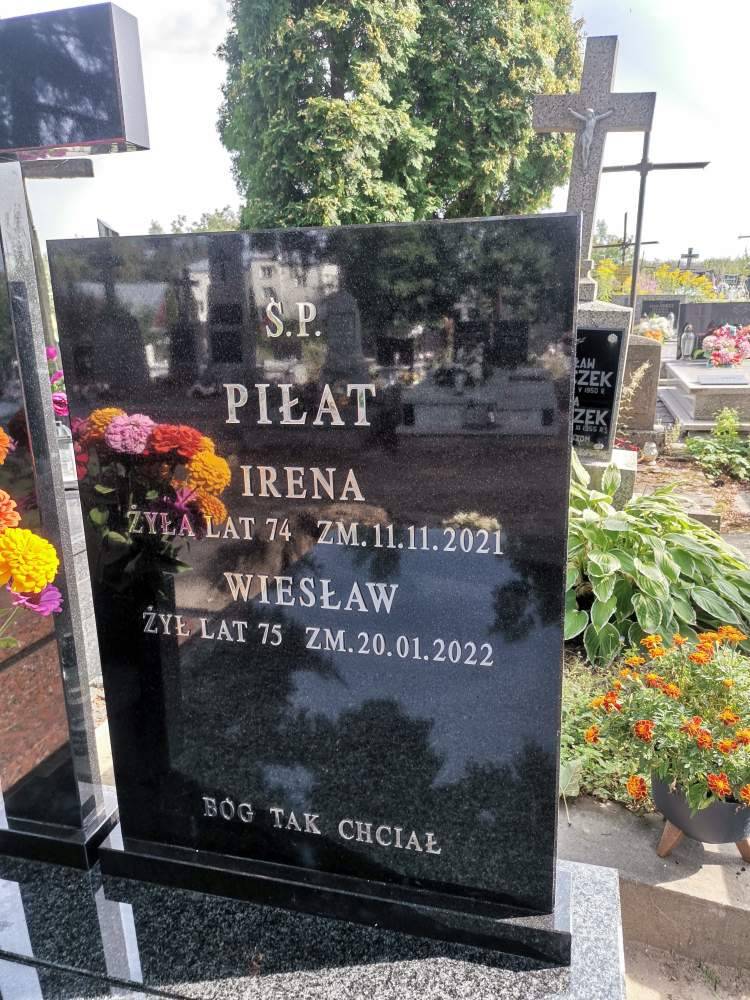 Ś.P.
PIŁAT
IRENA
ŻYŁA LAT 74 ZM.11.11.2021
WIESŁAW
ŻYŁ LAT 75 ZM.20.01.2022
BÓG TAK CHCIAŁ